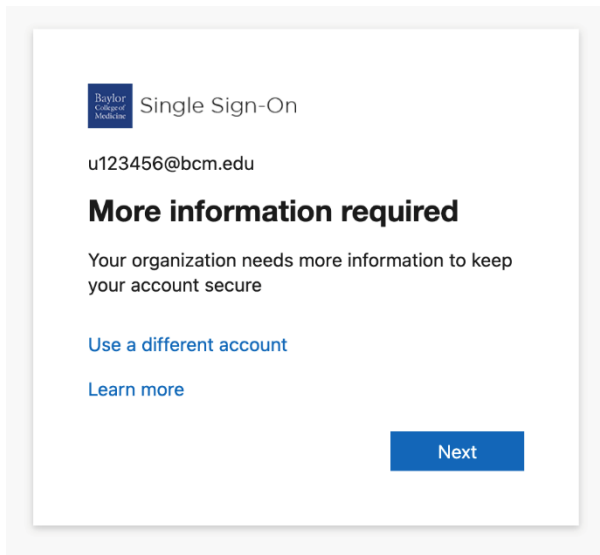 Baylor
College of
Medicine
Single Sign-On
u123456@bcm.edu
More information required
Your organization needs more information to keep
your account secure
Use a different account
Learn more
Next